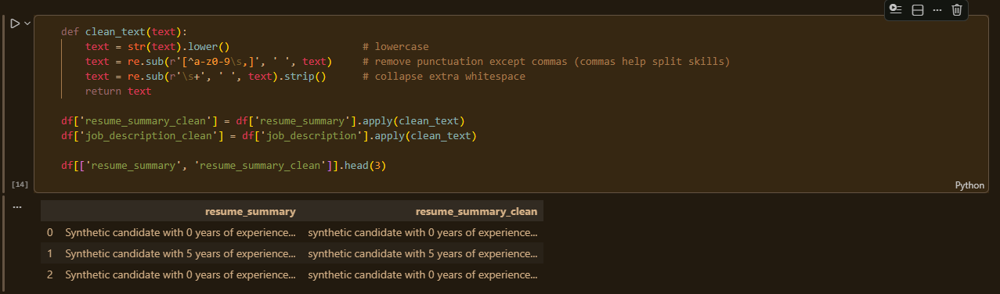 def clean_text(text):
    text = str(text).lower()                     # lowercase
    text = re.sub(r'[^a-z0-9\s,]', ' ', text)    # remove punctuation except commas (commas help split skills)
    text = re.sub(r'\s+', ' ', text).strip()     # collapse extra whitespace
    return text
df['resume_summary_clean'] = df['resume_summary'].apply(clean_text)
df['job_description_clean'] = df['job_description'].apply(clean_text)
df[['resume_summary', 'resume_summary_clean']].head(3)
[14]
Python
resume_summary resume_summary_clean
0 Synthetic candidate with 0 years of experience... synthetic candidate with 0 years of experience...
1 Synthetic candidate with 5 years of experience... synthetic candidate with 5 years of experience...
2 Synthetic candidate with 0 years of experience... synthetic candidate with 0 years of experience...